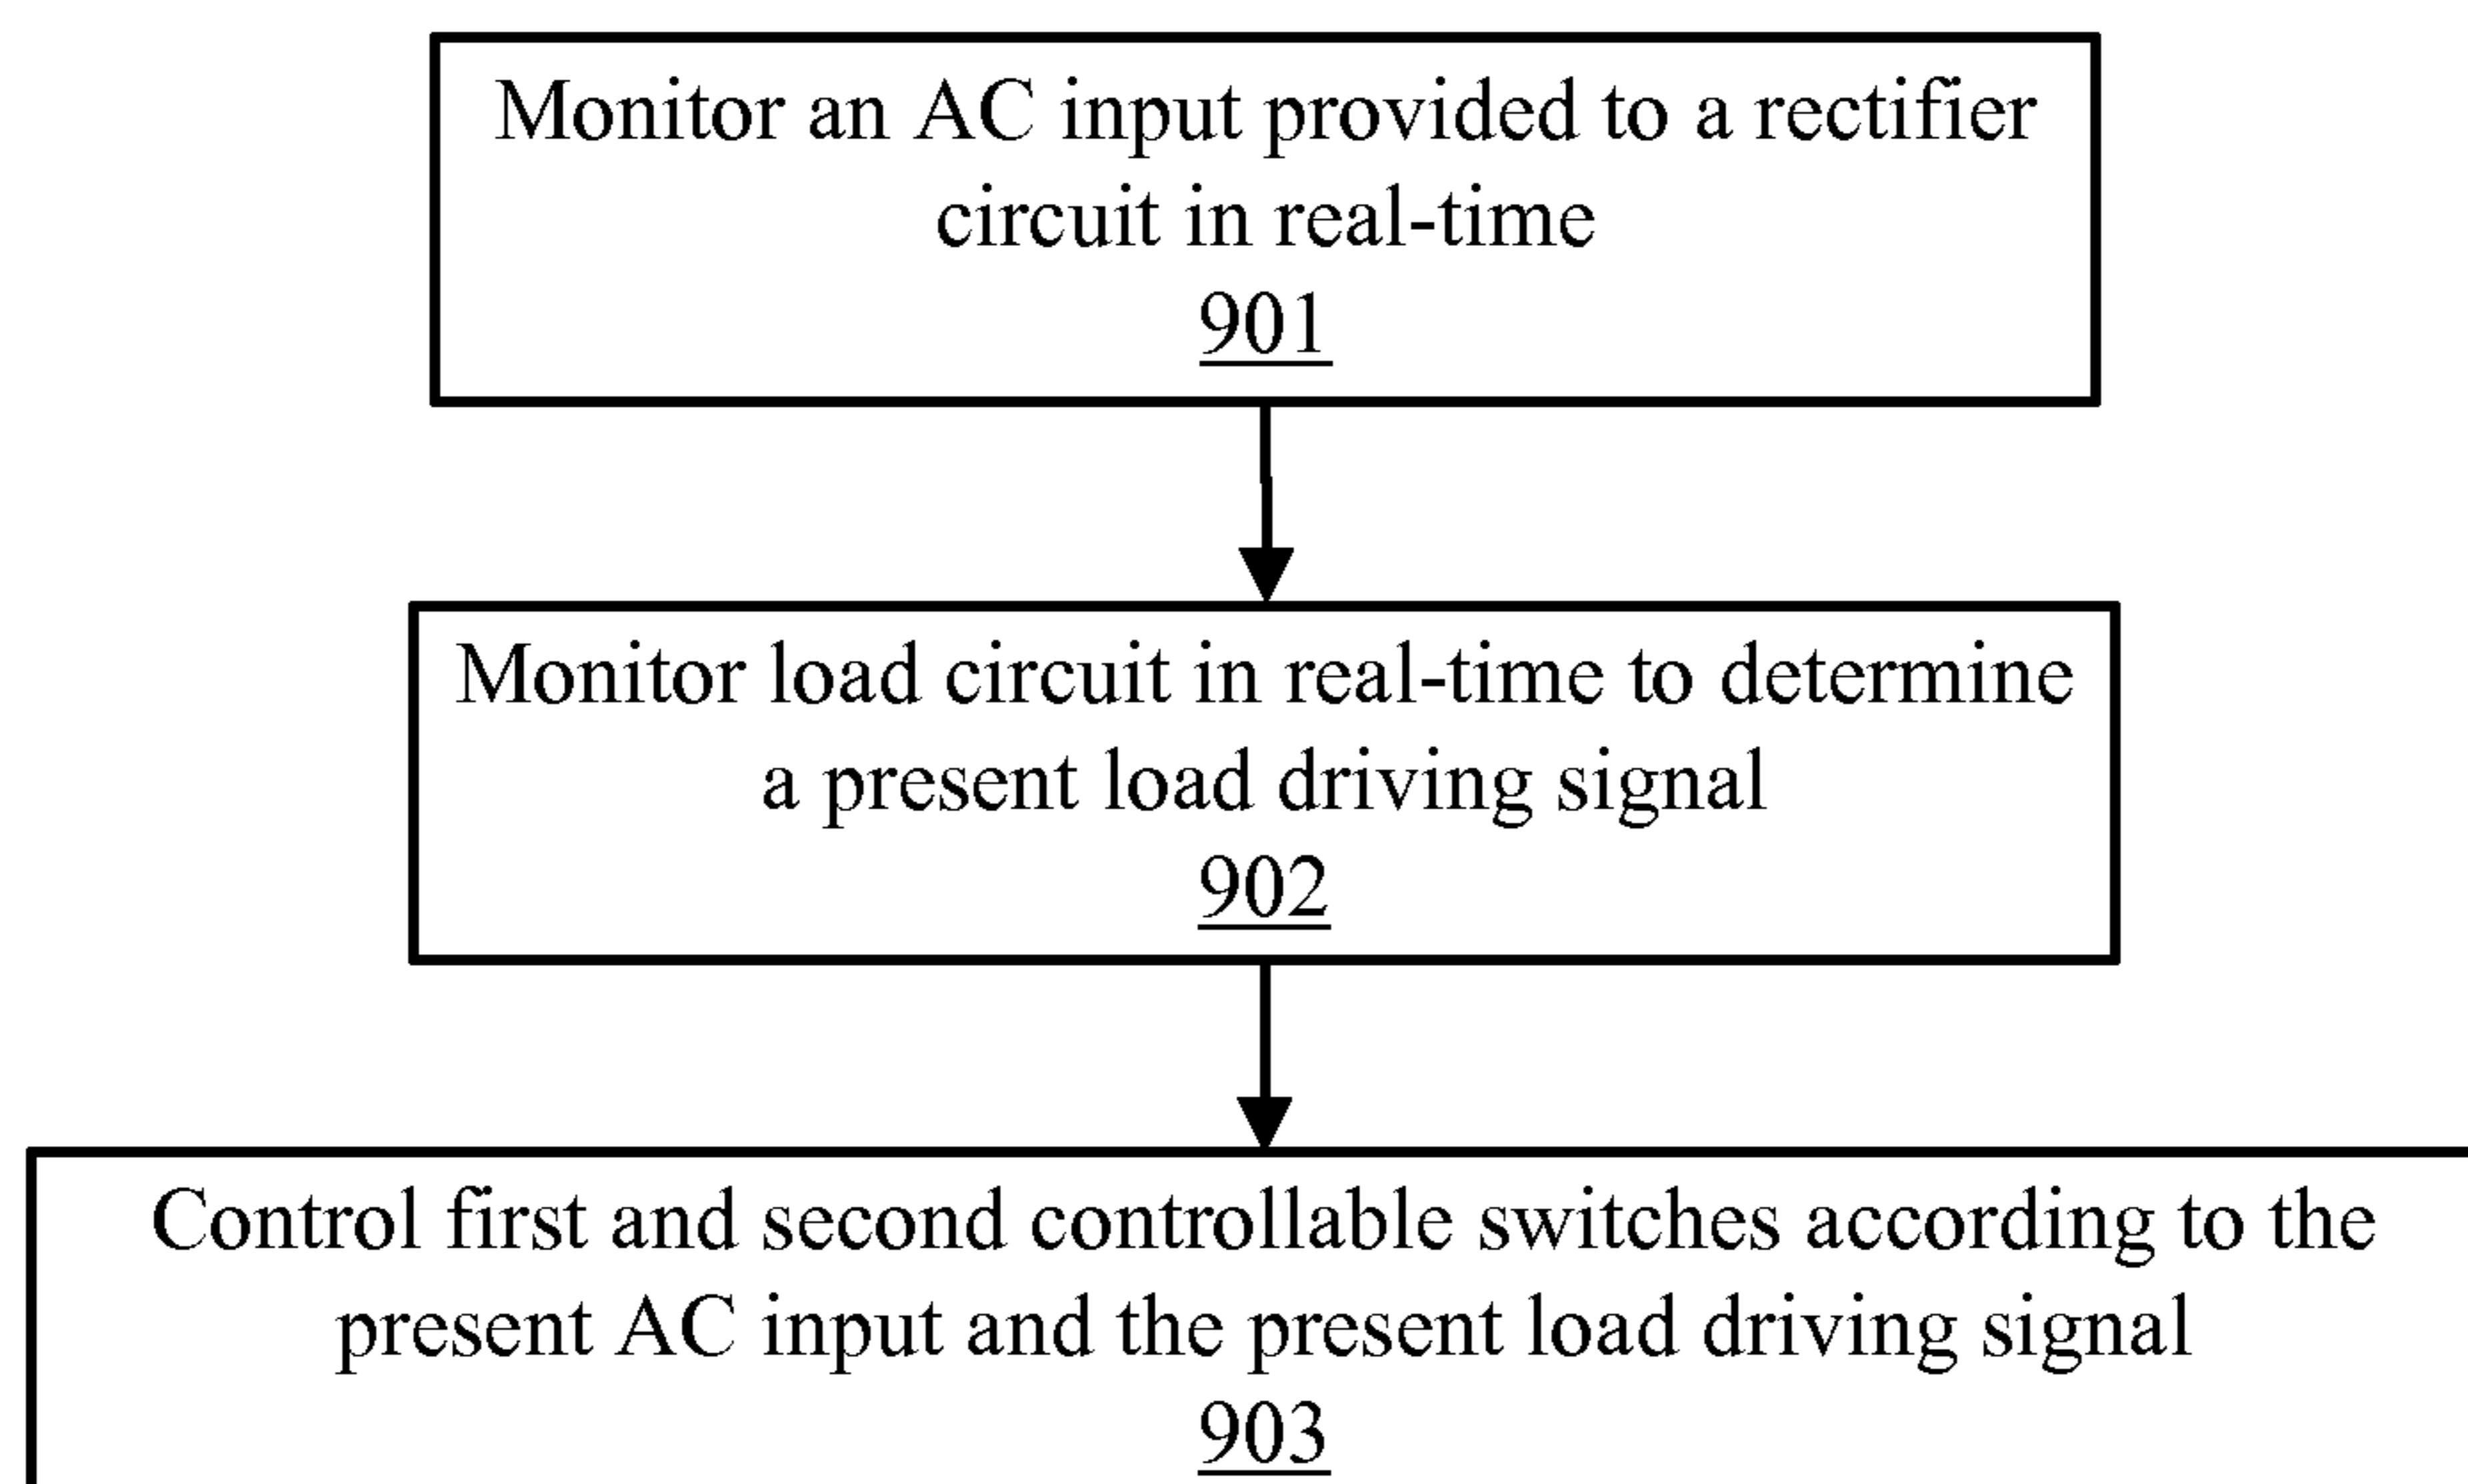 Monitor an AC input provided to a rectifier
circuit in real-time
901
Monitor load circuit in real-time to determine
a present load driving signal
902
Control first and second controllable switches according to the
present AC input and the present load driving signal
903